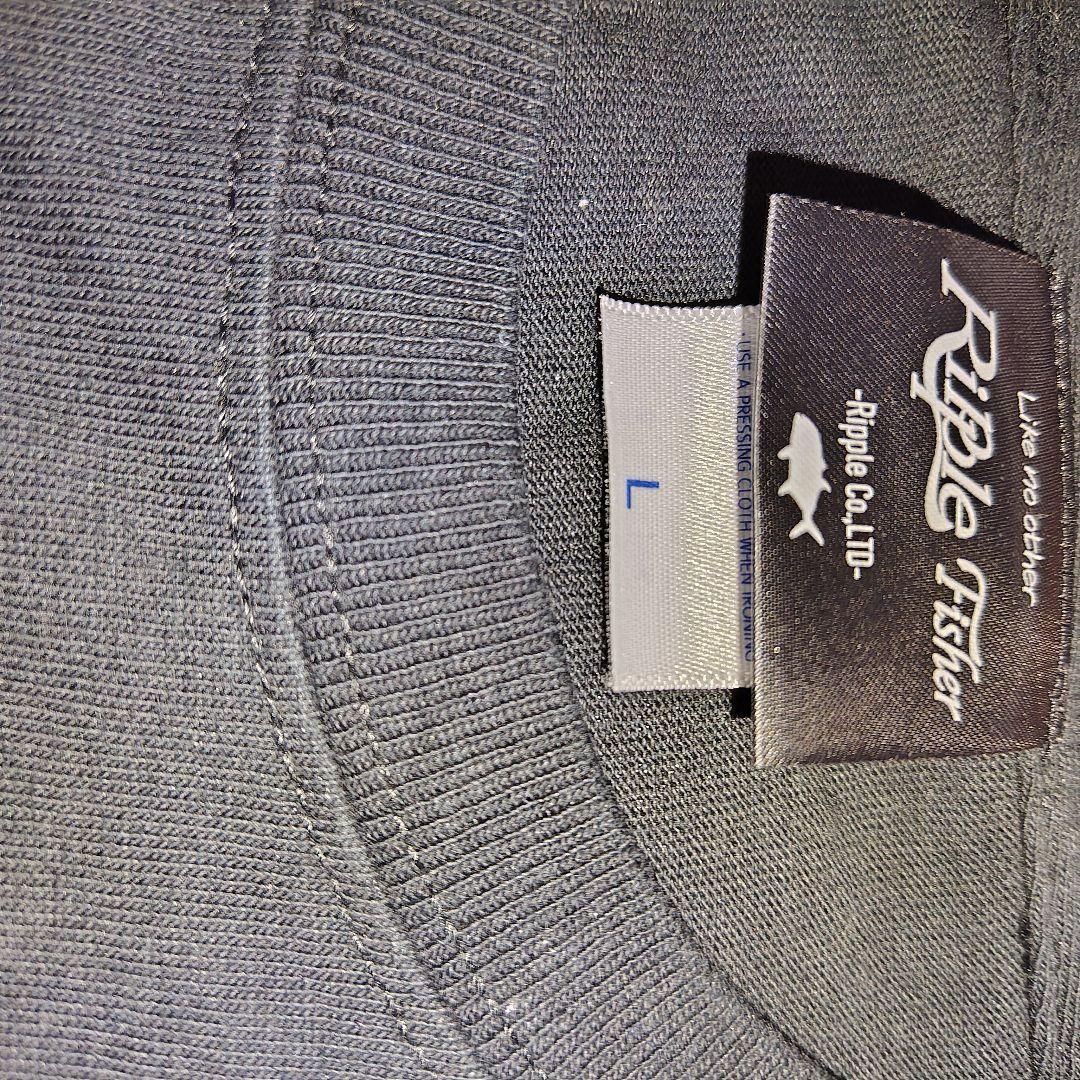 Like no other
Ripple Fisher
-Ripple Co.,LTD-
USE A PRESSING CLOTH WHEN IRONING
L